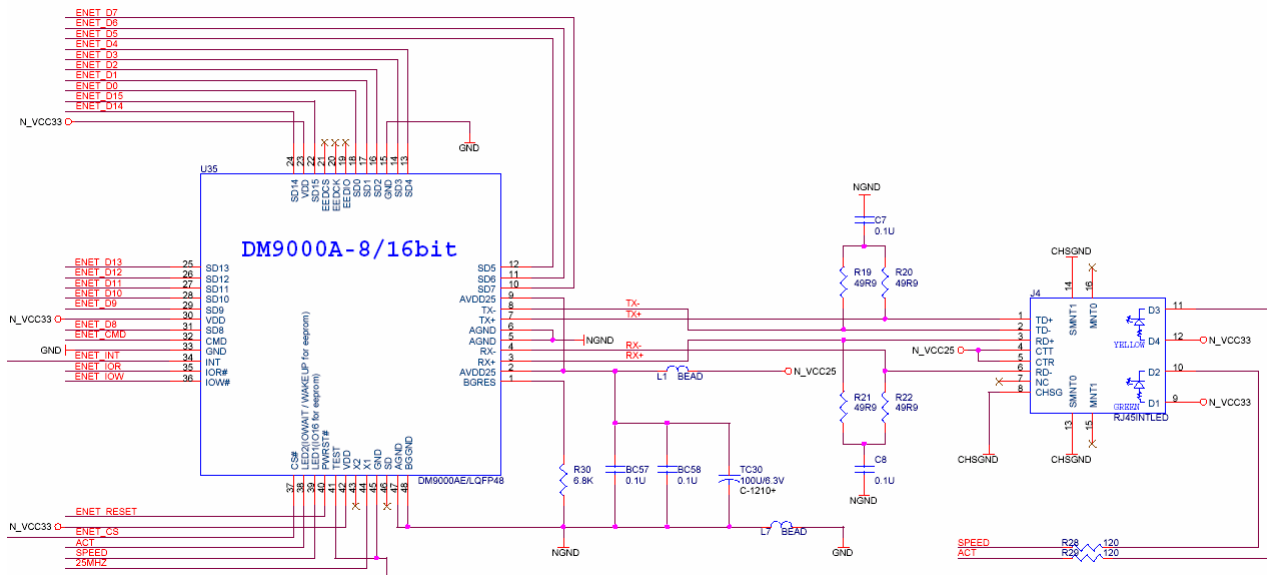 ENET_D7
ENET_D6
ENET_D5
ENET_D4
ENET_D3
ENET_D2
ENET_D1
ENET_D0
ENET_D15
ENET_D14
N_VCC33
GND
U35
24 23 22 21 20 19 18 17 16 15 14 13
SD14 VDD SD15 EEDCS EEDCK EEDIO SD0 SD1 SD2 GND SD3 SD4
DM9000A-8/16bit
ENET_D13 25 SD13
ENET_D12 26 SD12
ENET_D11 27 SD11
ENET_D10 28 SD10
ENET_D9 29 SD9
N_VCC33 30 VDD
ENET_D8 31 SD8
ENET_CMD 32 CMD
GND 33 GND
ENET_INT 34 INT
ENET_IOR 35 IOR#
ENET_IOW 36 IOW#
SD5 12
SD6 11
SD7 10
AVDD25 9
TX- 8 TX-
TX+ 7 TX+
AGND 6
AGND 5 NGND
RX- 4 RX-
RX+ 3 RX+
AVDD25 2
BGRES 1
L1 BEAD
N_VCC25
CS# LED2(IOWAIT / WAKEUP for eeprom) LED1(IO16 for eeprom) PWRST# TEST VDD X2 X1 GND SD AGND BGGND
37 38 39 40 41 42 43 44 45 46 47 48
DM9000AE/LQFP48
ENET_RESET
N_VCC33
ENET_CS
ACT
SPEED
25MHZ
R30
6.8K
BC57
0.1U
BC58
0.1U
TC30
100U/6.3V
C-1210+
L7 BEAD
NGND
GND
NGND
C7
0.1U
R19
49R9
R20
49R9
R21
49R9
R22
49R9
C8
0.1U
NGND
N_VCC25
CHSGND
14 16
J4
SMNT1 MNT0
1 TD+
2 TD-
3 RD+
4 CTT
5 CTR
6 RD-
7 NC
8 CHSG
D3 11
D4 12 N_VCC33
D2 10
D1 9 N_VCC33
YELLOW
GREEN
SMNT0 MNT1
RJ45INTLED
13 15
CHSGND
CHSGND
SPEED R28 120
ACT R29 120